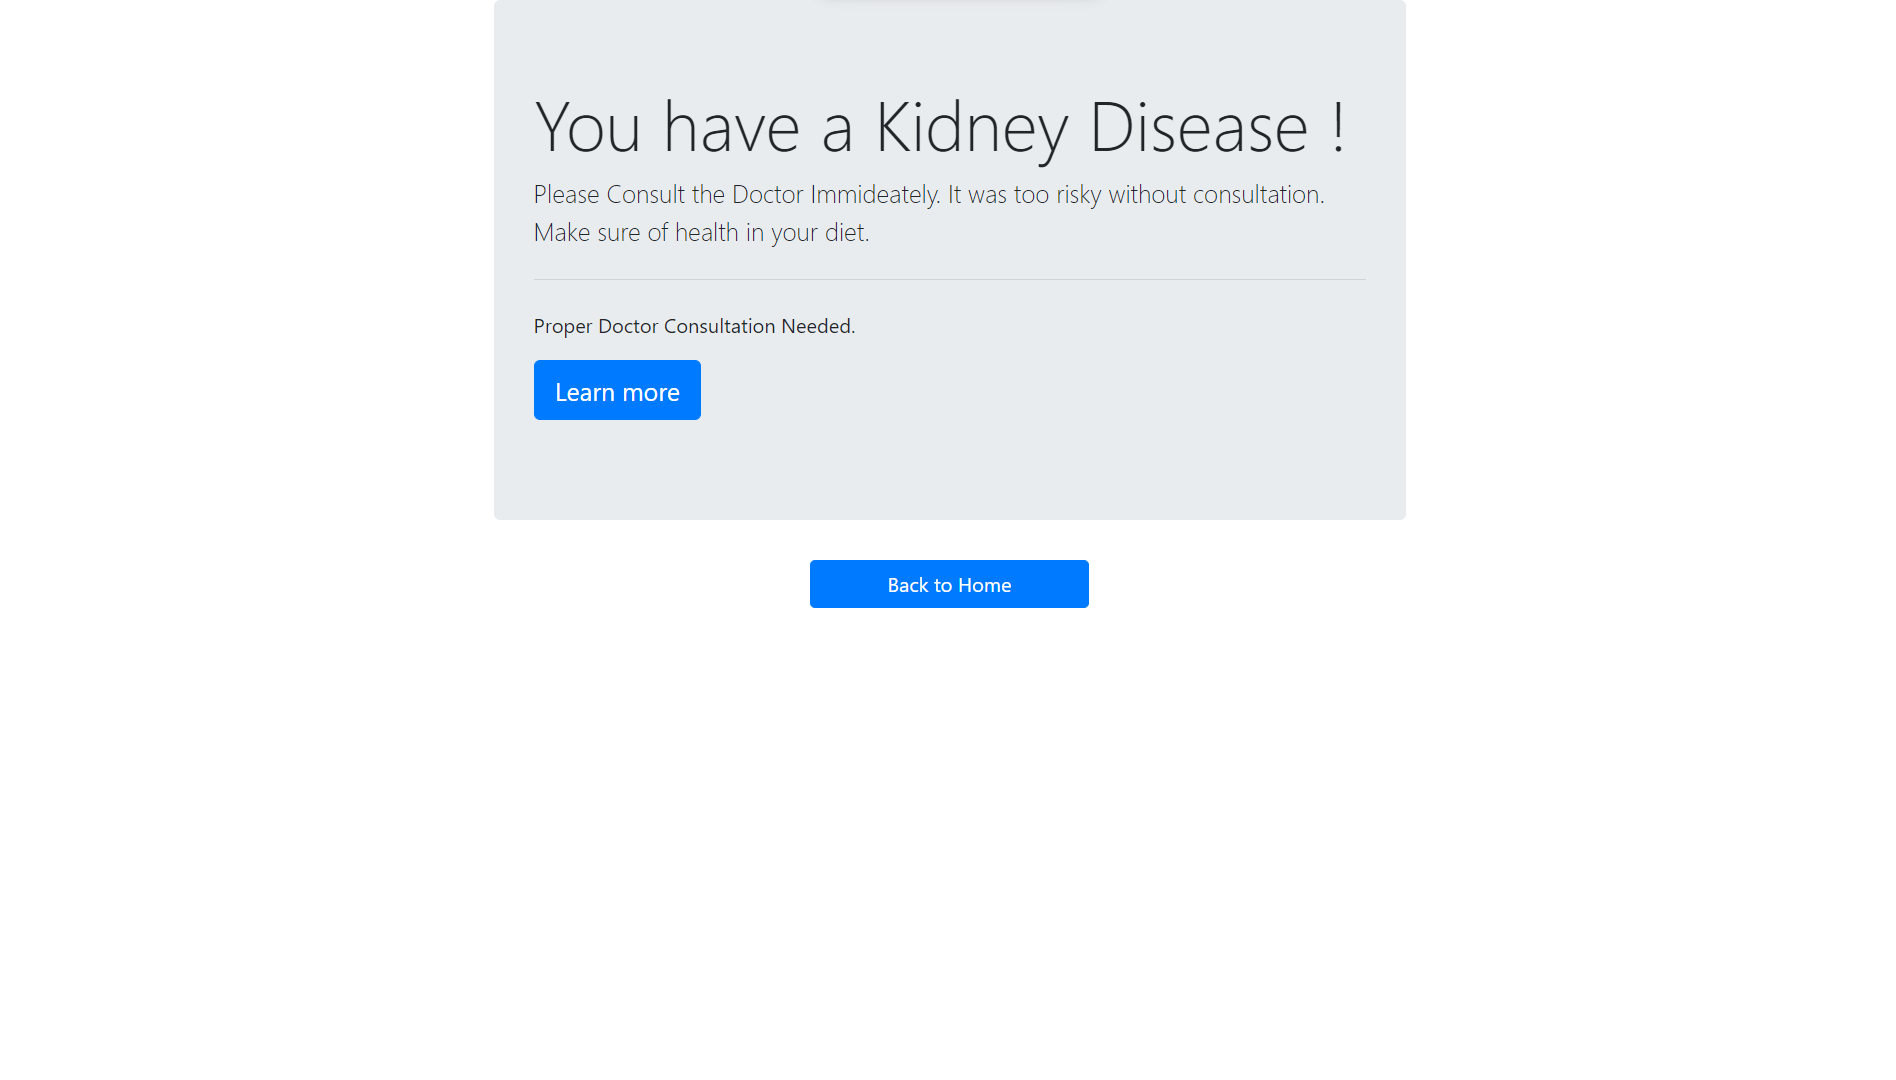 You have a Kidney Disease !
Please Consult the Doctor Immideately. It was too risky without consultation.
Make sure of health in your diet.
Proper Doctor Consultation Needed.
Learn more
Back to Home